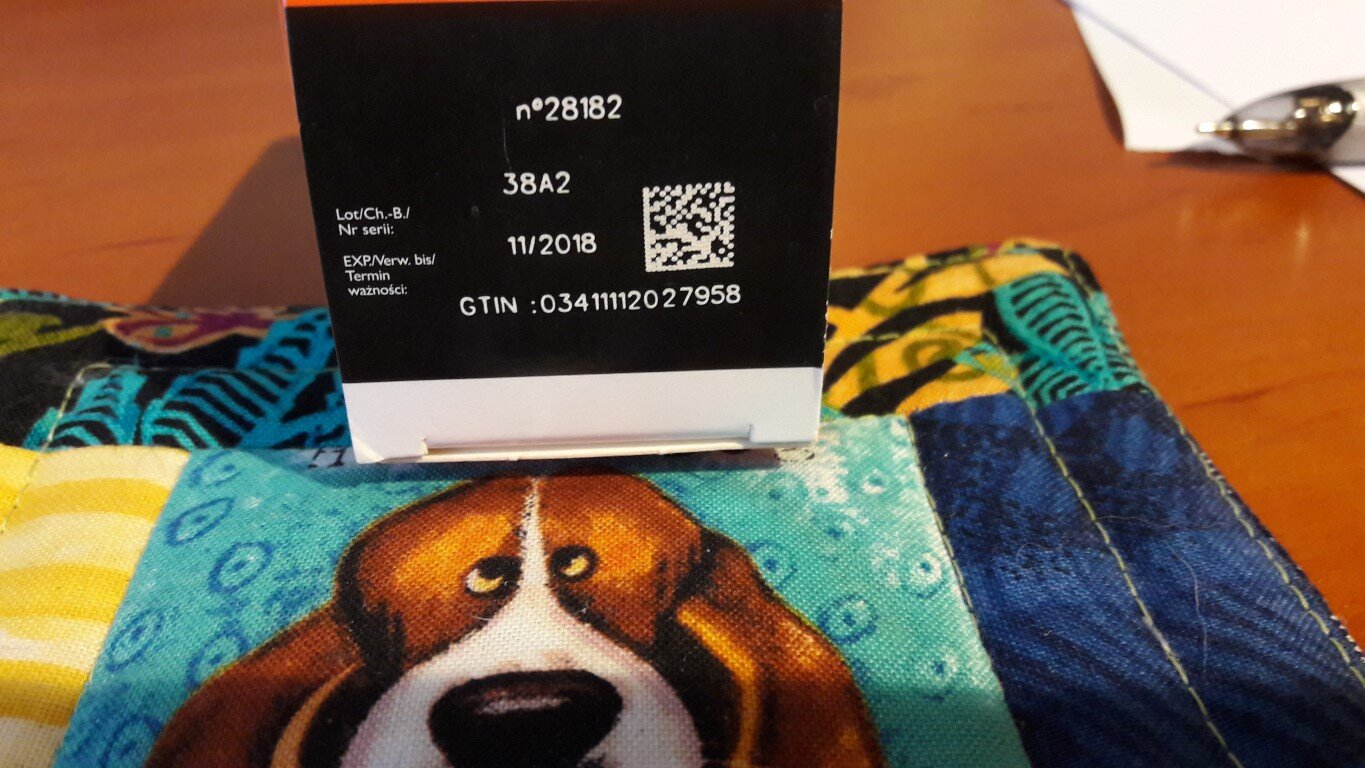 n°28182
38A2
Lot/Ch.-B./
Nr serii:
11/2018
EXP./Verw. bis/
Termin
ważności:
GTIN :03411112027958